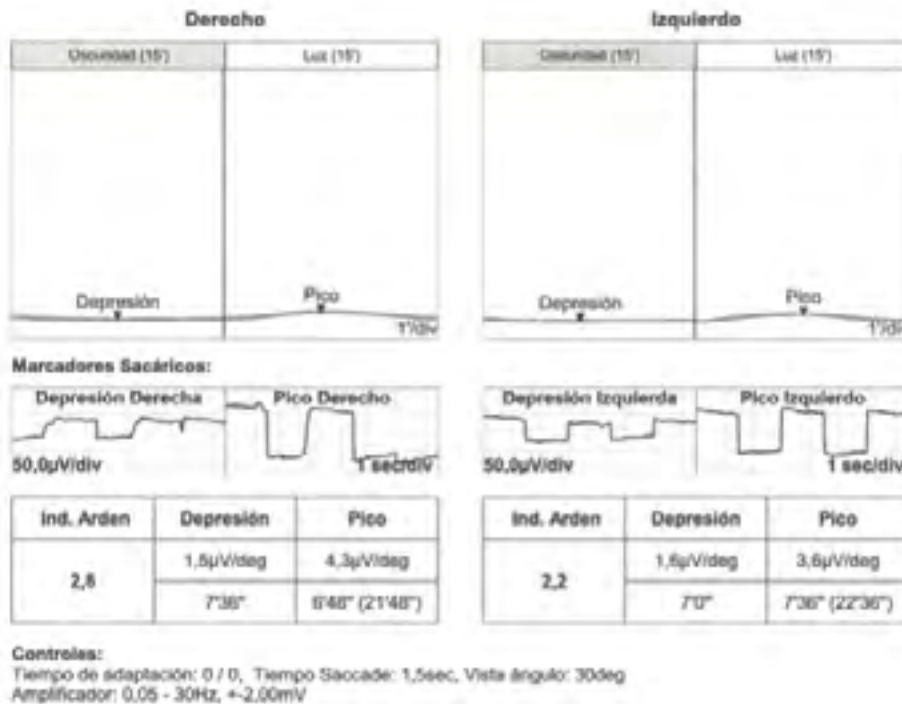 Derecho Izquierdo
Oscuridad (15') Luz (15') Oscuridad (15') Luz (15')
Depresión Pico Depresión Pico
1'/div 1'/div
Marcadores Sacáricos:
Depresión Derecha Pico Derecho Depresión Izquierda Pico Izquierdo
50,0µV/div 1 sec/div 50,0µV/div 1 sec/div
Ind. Arden Depresión Pico Ind. Arden Depresión Pico
1,5µV/deg 4,3µV/deg 1,6µV/deg 3,6µV/deg
2,8 2,2
7'36" 6'48" (21'48") 7'0" 7'36" (22'36")
Controles:
Tiempo de adaptación: 0 / 0, Tiempo Saccade: 1,5sec, Vista ángulo: 30deg
Amplificador: 0,05 - 30Hz, +-2,00mV